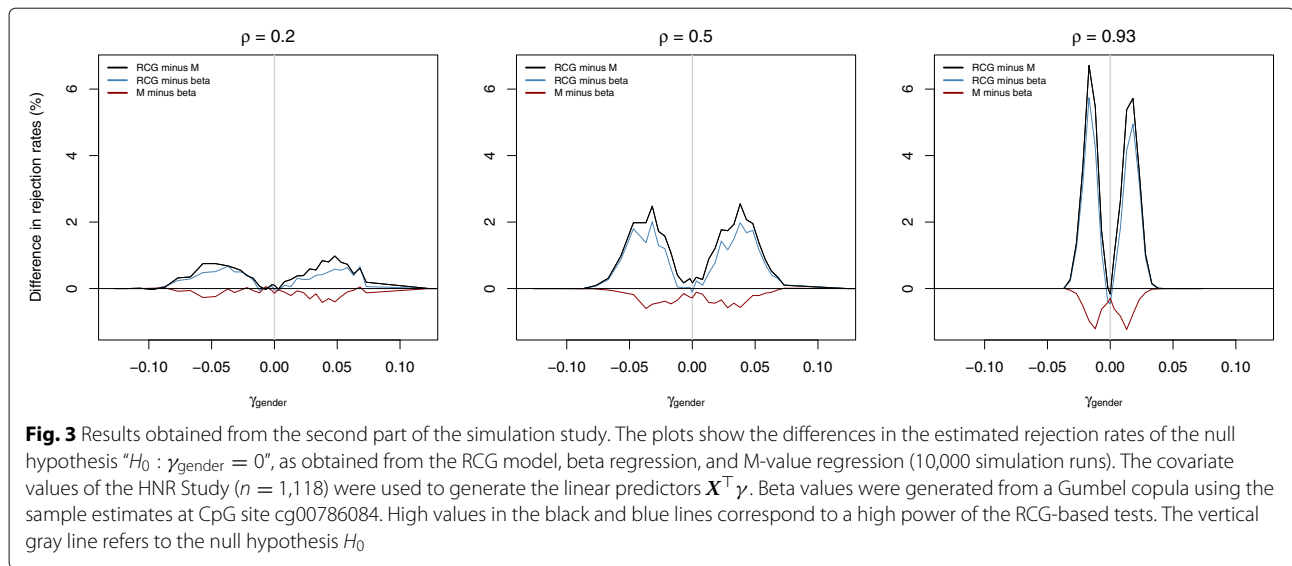 ρ = 0.2
RCG minus M
RCG minus beta
M minus beta
Difference in rejection rates (%)
6
4
2
0
−0.10 −0.05 0.00 0.05 0.10
γgender
ρ = 0.5
RCG minus M
RCG minus beta
M minus beta
6
4
2
0
−0.10 −0.05 0.00 0.05 0.10
γgender
ρ = 0.93
RCG minus M
RCG minus beta
M minus beta
6
4
2
0
−0.10 −0.05 0.00 0.05 0.10
γgender
Fig. 3 Results obtained from the second part of the simulation study. The plots show the differences in the estimated rejection rates of the null
hypothesis “H₀ : γgender = 0”, as obtained from the RCG model, beta regression, and M-value regression (10,000 simulation runs). The covariate
values of the HNR Study (n = 1,118) were used to generate the linear predictors X⊤γ. Beta values were generated from a Gumbel copula using the
sample estimates at CpG site cg00786084. High values in the black and blue lines correspond to a high power of the RCG-based tests. The vertical
gray line refers to the null hypothesis H₀